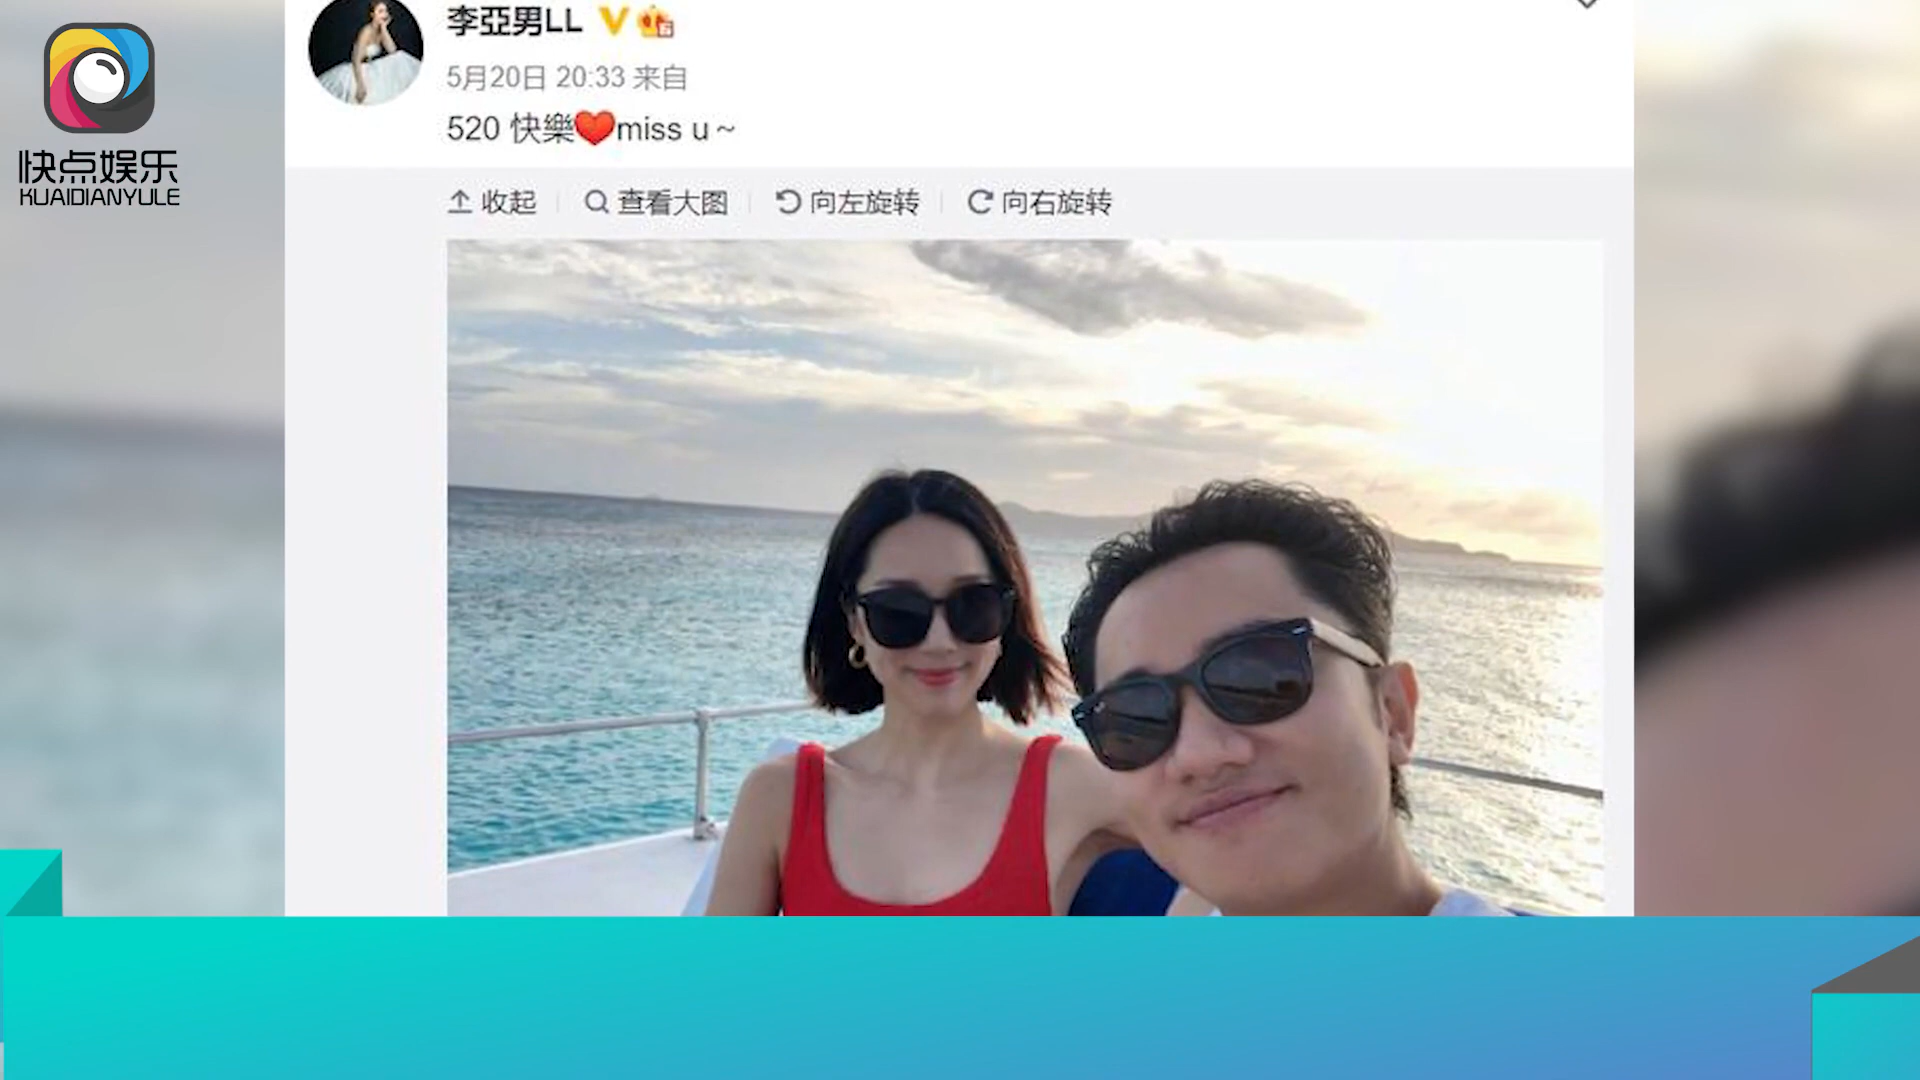 快点娱乐
KUAIDIANYULE
李亞男LL
5月20日 20:33 来自
520 快樂❤miss u~
收起 查看大图 向左旋转 向右旋转